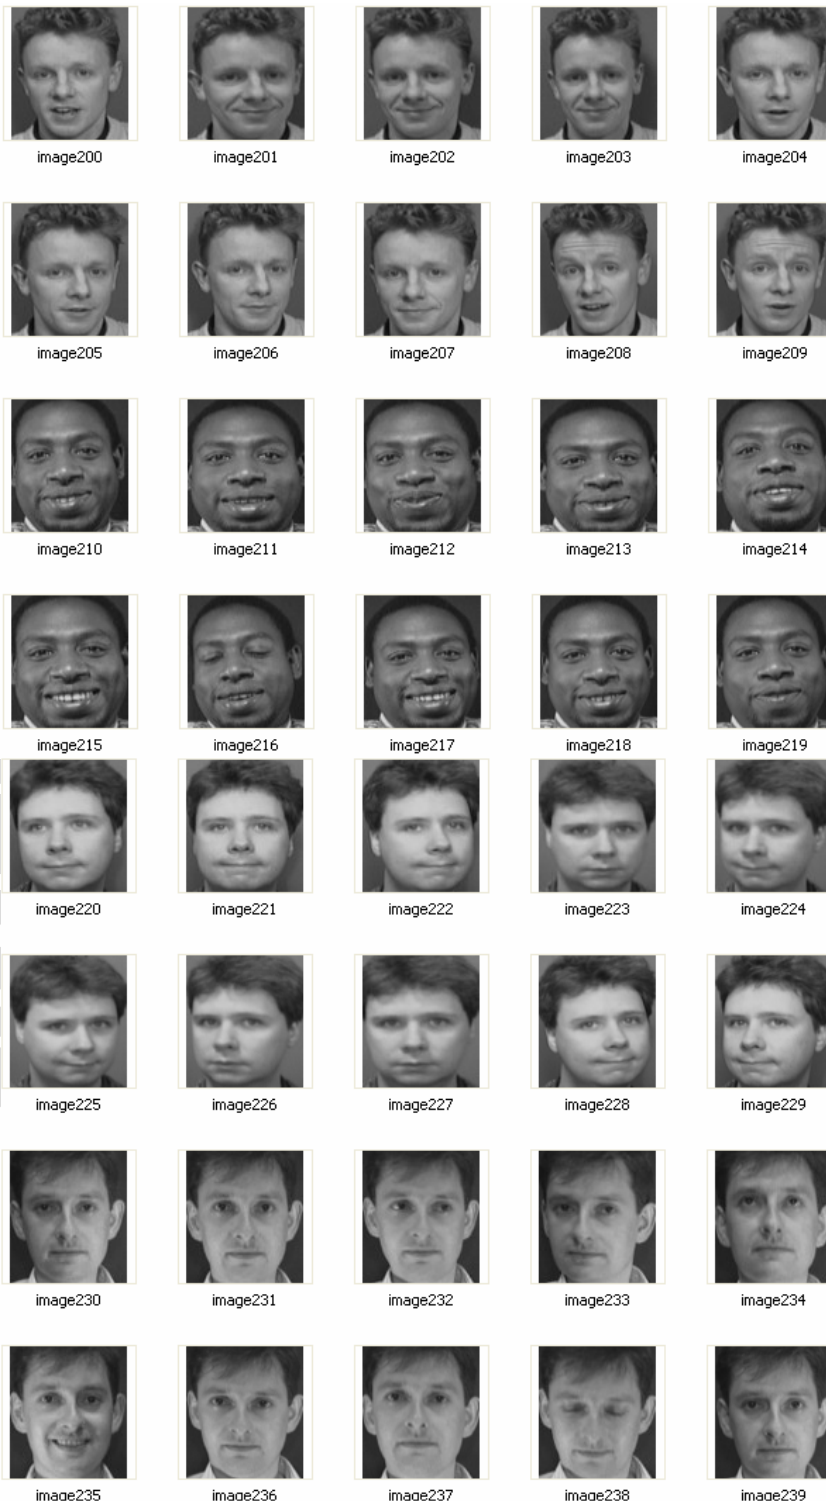 image200 image201 image202 image203 image204
image205 image206 image207 image208 image209
image210 image211 image212 image213 image214
image215 image216 image217 image218 image219
image220 image221 image222 image223 image224
image225 image226 image227 image228 image229
image230 image231 image232 image233 image234
image235 image236 image237 image238 image239